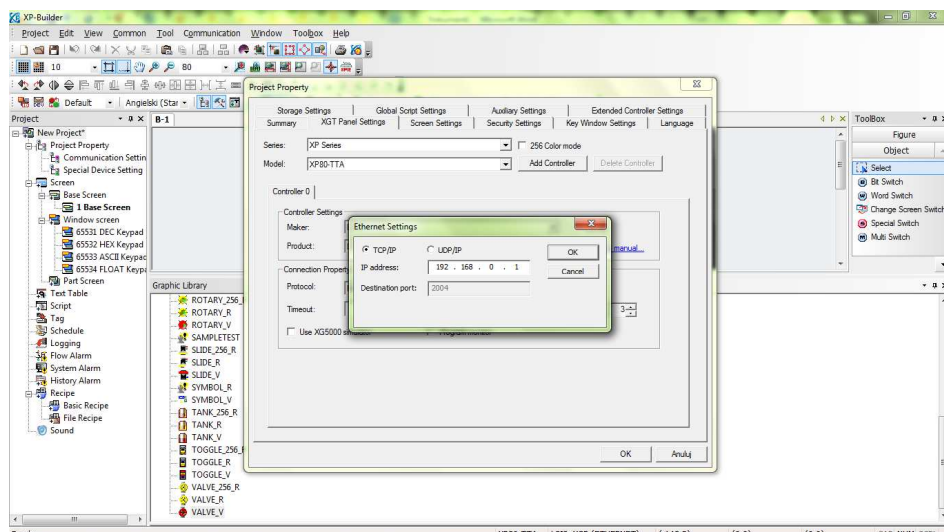 XP-Builder
Project Edit View Common Tool Communication Window Toolbox Help
10 80
Default Angielski (Star
Project
B-1
ToolBox
New Project*
Project Property
Communication Settin
Special Device Setting
Screen
Base Screen
1 Base Screen
Window screen
65531 DEC Keypad
65532 HEX Keypad
65533 ASCII Keypac
65534 FLOAT Keypa
Part Screen
Text Table
Script
Tag
Schedule
Logging
Flow Alarm
System Alarm
History Alarm
Recipe
Basic Recipe
File Recipe
Sound
Graphic Library
ROTARY_256_
ROTARY_R
ROTARY_V
SAMPLETEST
SLIDE_256_R
SLIDE_R
SLIDE_V
SYMBOL_R
SYMBOL_V
TANK_256_R
TANK_R
TANK_V
TOGGLE_256_
TOGGLE_R
TOGGLE_V
VALVE_256_R
VALVE_R
VALVE_V
Project Property
Storage Settings Global Script Settings Auxiliary Settings Extended Controller Settings
Summary XGT Panel Settings Screen Settings Security Settings Key Window Settings Language
Series: XP Series 256 Color mode
Model: XP80-TTA Add Controller Delete Controller
Controller 0
Controller Settings
Maker:
Product: manual...
Connection Property
Protocol:
Timeout: 3
Use XG5000
OK Anuluj
Ethernet Settings
TCP/IP UDP/IP OK
IP address: 192 . 168 . 0 . 1 Cancel
Destination port: 2004
Figure
Object
Select
Bit Switch
Word Switch
Change Screen Switch
Special Switch
Multi Switch